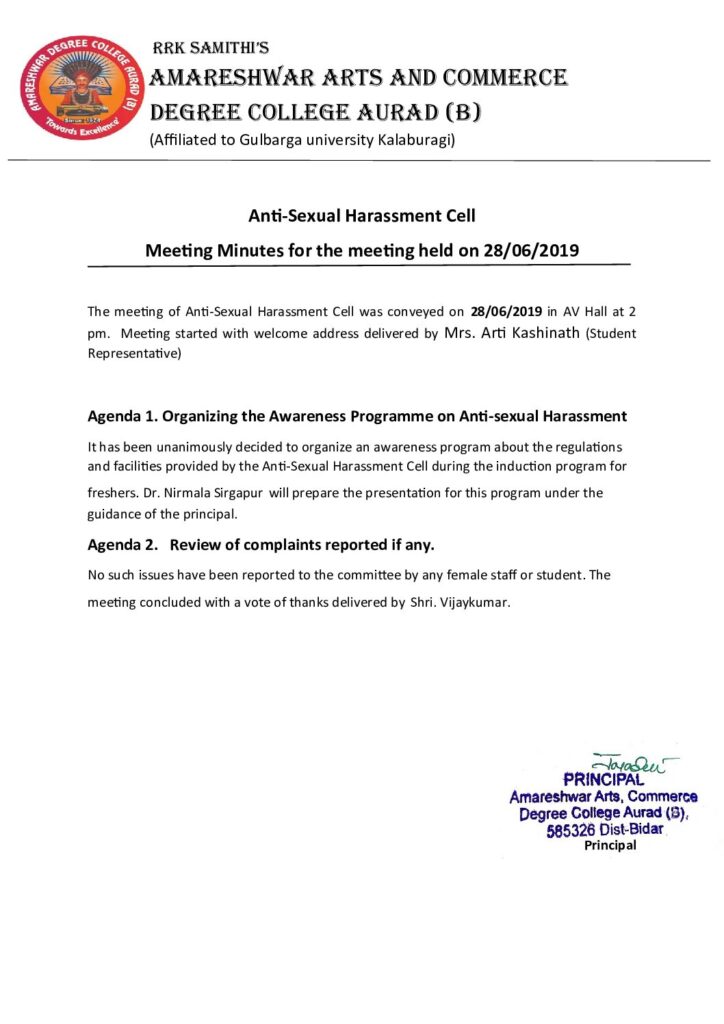 RRK SAMITHI'S
AMARESHWAR ARTS AND COMMERCE
DEGREE COLLEGE AURAD (B)
(Affiliated to Gulbarga university Kalaburagi)
AMARESHWAR DEGREE COLLEGE AURAD (B)
Towards Excellence
Anti-Sexual Harassment Cell
Meeting Minutes for the meeting held on 28/06/2019
The meeting of Anti-Sexual Harassment Cell was conveyed on 28/06/2019 in AV Hall at 2
pm. Meeting started with welcome address delivered by Mrs. Arti Kashinath (Student
Representative)
Agenda 1. Organizing the Awareness Programme on Anti-sexual Harassment
It has been unanimously decided to organize an awareness program about the regulations
and facilities provided by the Anti-Sexual Harassment Cell during the induction program for
freshers. Dr. Nirmala Sirgapur will prepare the presentation for this program under the
guidance of the principal.
Agenda 2. Review of complaints reported if any.
No such issues have been reported to the committee by any female staff or student. The
meeting concluded with a vote of thanks delivered by Shri. Vijaykumar.
PRINCIPAL
Amareshwar Arts, Commerce
Degree College Aurad (B),
585326 Dist-Bidar
Principal